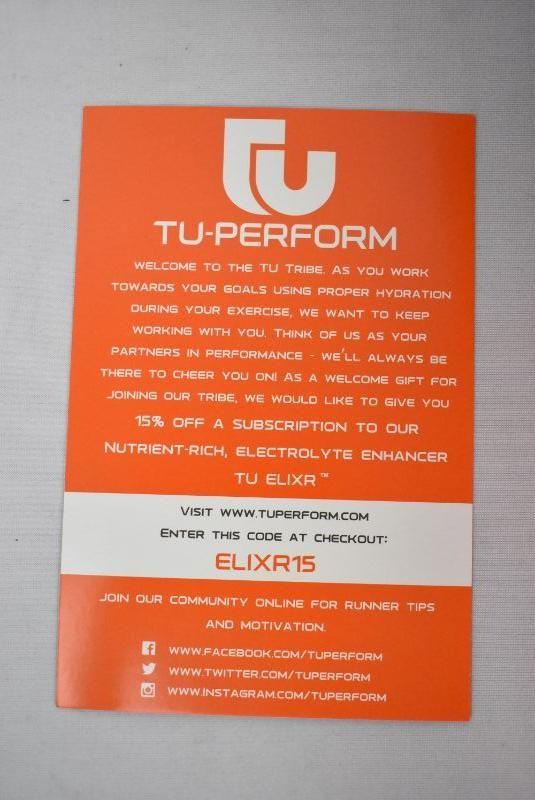 TU
TU-PERFORM
WELCOME TO THE TU TRIBE. AS YOU WORK
TOWARDS YOUR GOALS USING PROPER HYDRATION
DURING YOUR EXERCISE, WE WANT TO KEEP
WORKING WITH YOU. THINK OF US AS YOUR
PARTNERS IN PERFORMANCE - WE'LL ALWAYS BE
THERE TO CHEER YOU ON! AS A WELCOME GIFT FOR
JOINING OUR TRIBE, WE WOULD LIKE TO GIVE YOU
15% OFF A SUBSCRIPTION TO OUR
NUTRIENT-RICH, ELECTROLYTE ENHANCER
TU ELIXR™
VISIT WWW.TUPERFORM.COM
ENTER THIS CODE AT CHECKOUT:
ELIXR15
JOIN OUR COMMUNITY ONLINE FOR RUNNER TIPS
AND MOTIVATION.
WWW.FACEBOOK.COM/TUPERFORM
WWW.TWITTER.COM/TUPERFORM
WWW.INSTAGRAM.COM/TUPERFORM